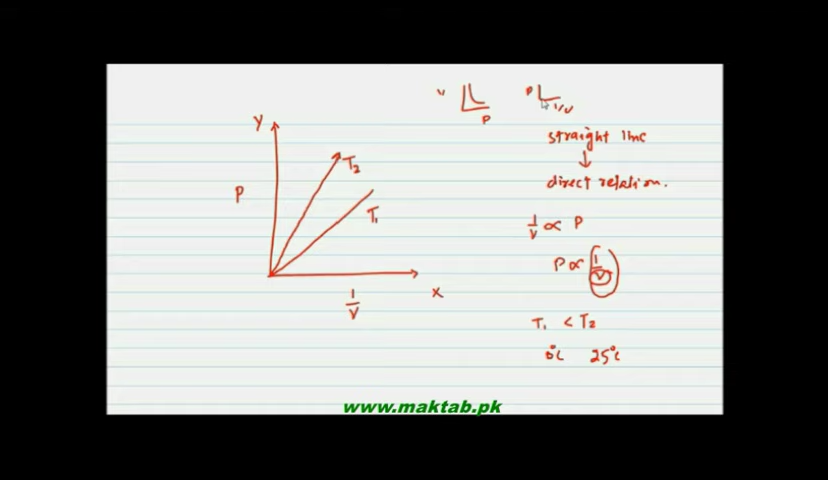 V
P
P
1/V
Y
straight line
T2
direct relation.
P
T1
1/V ∝ P
P ∝ 1/V
X
1/V
T1 < T2
0°C 25°C
www.maktab.pk